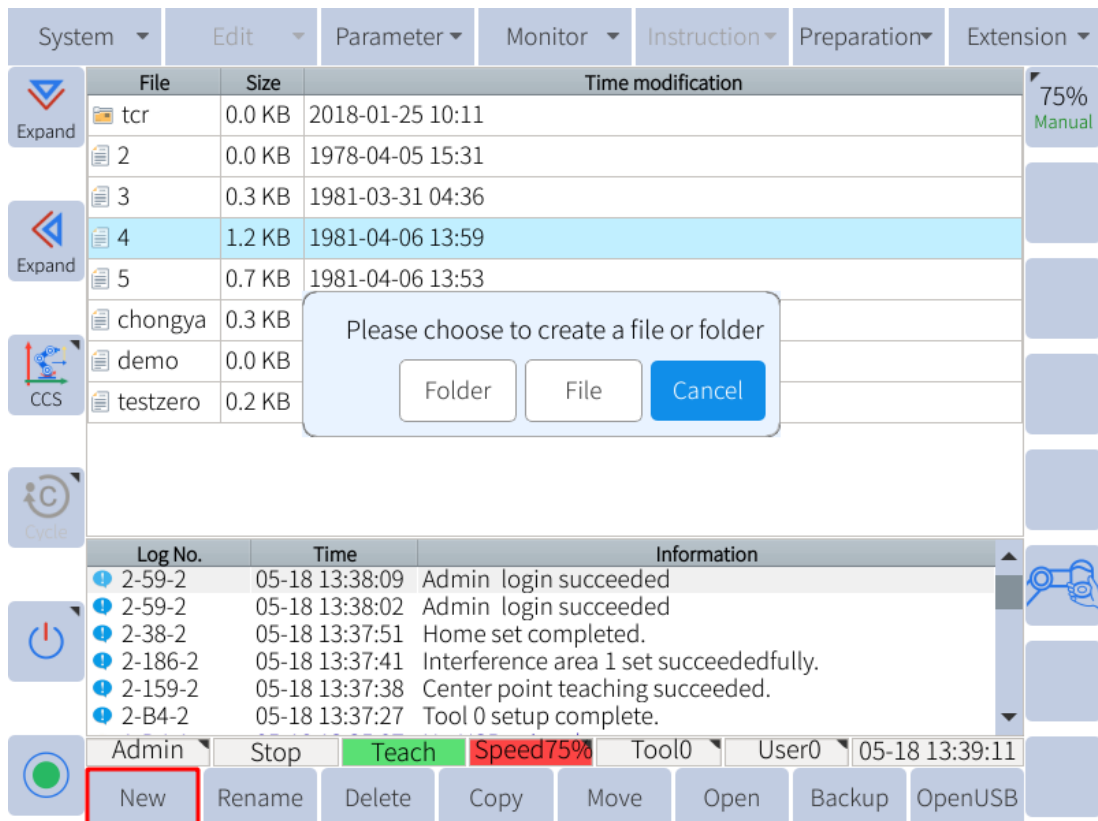 System Edit Parameter Monitor Instruction Preparation Extension
File Size Time modification
Expand
tcr 0.0 KB 2018-01-25 10:11
75%
Manual
2 0.0 KB 1978-04-05 15:31
3 0.3 KB 1981-03-31 04:36
4 1.2 KB 1981-04-06 13:59
Expand
5 0.7 KB 1981-04-06 13:53
chongya 0.3 KB
Please choose to create a file or folder
demo 0.0 KB
Folder File Cancel
CCS
testzero 0.2 KB
Cycle
Log No. Time Information
2-59-2 05-18 13:38:09 Admin login succeeded
2-59-2 05-18 13:38:02 Admin login succeeded
2-38-2 05-18 13:37:51 Home set completed.
2-186-2 05-18 13:37:41 Interference area 1 set succeededfully.
2-159-2 05-18 13:37:38 Center point teaching succeeded.
2-B4-2 05-18 13:37:27 Tool 0 setup complete.
Admin Stop Teach Speed75% Tool0 User0 05-18 13:39:11
New Rename Delete Copy Move Open Backup OpenUSB